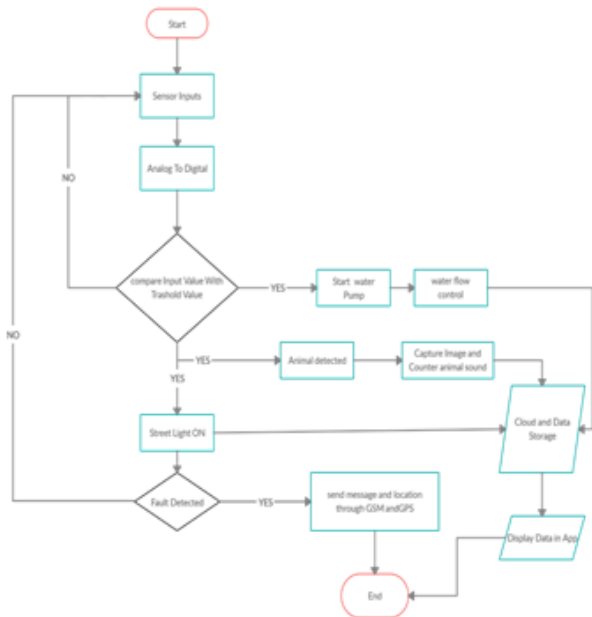 Start
Sensor Inputs
Analog To Digital
NO
compare Input Value With
Trashold Value
YES
Start water
Pump
water flow
control
NO
YES
Animal detected
Capture Image and
Counter animal sound
YES
Street Light ON
Cloud and Data
Storage
Fault Detected
YES
send message and location
through GSM andGPS
Display Data in App
End